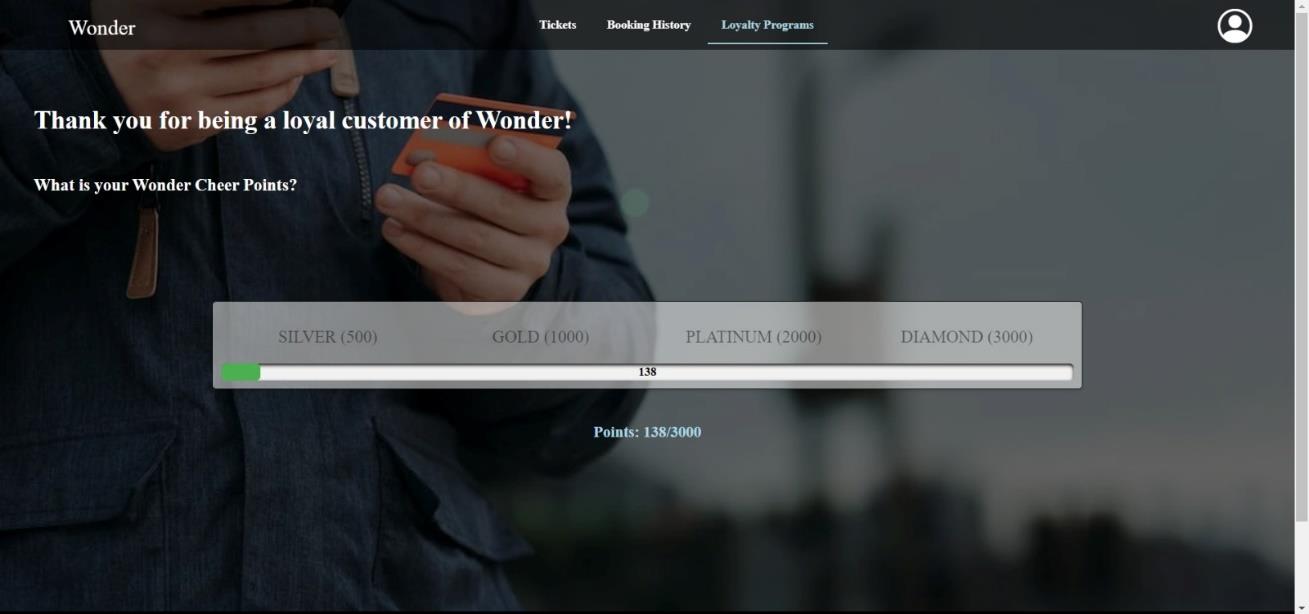 Wonder
Tickets Booking History Loyalty Programs
Thank you for being a loyal customer of Wonder!
What is your Wonder Cheer Points?
SILVER (500) GOLD (1000) PLATINUM (2000) DIAMOND (3000)
138
Points: 138/3000